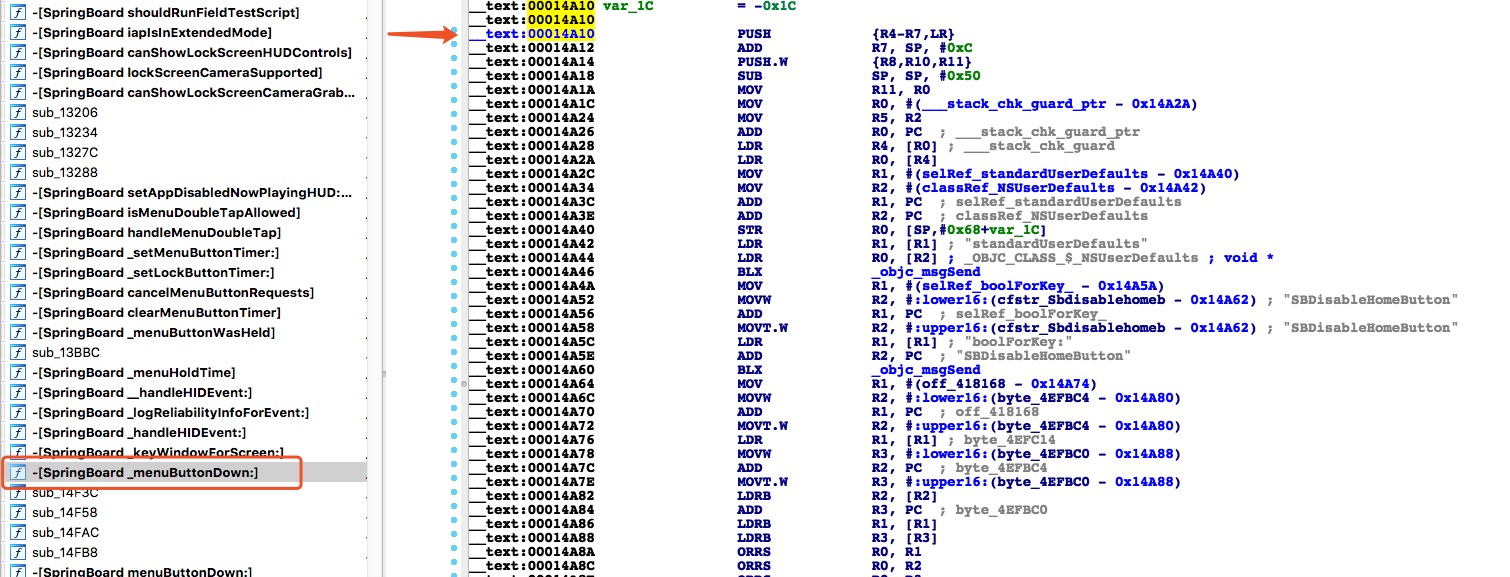 -[SpringBoard shouldRunFieldTestScript]
-[SpringBoard iapIsInExtendedMode]
-[SpringBoard canShowLockScreenHUDControls]
-[SpringBoard lockScreenCameraSupported]
-[SpringBoard canShowLockScreenCameraGrab...
sub_13206
sub_13234
sub_1327C
sub_13288
-[SpringBoard setAppDisabledNowPlayingHUD:...
-[SpringBoard isMenuDoubleTapAllowed]
-[SpringBoard handleMenuDoubleTap]
-[SpringBoard _setMenuButtonTimer:]
-[SpringBoard _setLockButtonTimer:]
-[SpringBoard cancelMenuButtonRequests]
-[SpringBoard clearMenuButtonTimer]
-[SpringBoard _menuButtonWasHeld]
sub_13BBC
-[SpringBoard _menuHoldTime]
-[SpringBoard __handleHIDEvent:]
-[SpringBoard _logReliabilityInfoForEvent:]
-[SpringBoard _handleHIDEvent:]
-[SpringBoard _keyWindowForScreen:]
-[SpringBoard _menuButtonDown:]
sub_14F3C
sub_14F58
sub_14FAC
sub_14FB8
-[SpringBoard menuButtonDown:]
__text:00014A10 var_1C = -0x1C
__text:00014A10
__text:00014A10 PUSH {R4-R7,LR}
__text:00014A12 ADD R7, SP, #0xC
__text:00014A14 PUSH.W {R8,R10,R11}
__text:00014A18 SUB SP, SP, #0x50
__text:00014A1A MOV R11, R0
__text:00014A1C MOV R0, #(___stack_chk_guard_ptr - 0x14A2A)
__text:00014A24 MOV R5, R2
__text:00014A26 ADD R0, PC ; ___stack_chk_guard_ptr
__text:00014A28 LDR R4, [R0] ; ___stack_chk_guard
__text:00014A2A LDR R0, [R4]
__text:00014A2C MOV R1, #(selRef_standardUserDefaults - 0x14A40)
__text:00014A34 MOV R2, #(classRef_NSUserDefaults - 0x14A42)
__text:00014A3C ADD R1, PC ; selRef_standardUserDefaults
__text:00014A3E ADD R2, PC ; classRef_NSUserDefaults
__text:00014A40 STR R0, [SP,#0x68+var_1C]
__text:00014A42 LDR R1, [R1] ; "standardUserDefaults"
__text:00014A44 LDR R0, [R2] ; _OBJC_CLASS_$_NSUserDefaults ; void *
__text:00014A46 BLX _objc_msgSend
__text:00014A4A MOV R1, #(selRef_boolForKey_ - 0x14A5A)
__text:00014A52 MOVW R2, #:lower16:(cfstr_Sbdisablehomeb - 0x14A62) ; "SBDisableHomeButton"
__text:00014A56 ADD R1, PC ; selRef_boolForKey_
__text:00014A58 MOVT.W R2, #:upper16:(cfstr_Sbdisablehomeb - 0x14A62) ; "SBDisableHomeButton"
__text:00014A5C LDR R1, [R1] ; "boolForKey:"
__text:00014A5E ADD R2, PC ; "SBDisableHomeButton"
__text:00014A60 BLX _objc_msgSend
__text:00014A64 MOV R1, #(off_418168 - 0x14A74)
__text:00014A6C MOVW R2, #:lower16:(byte_4EFBC4 - 0x14A80)
__text:00014A70 ADD R1, PC ; off_418168
__text:00014A72 MOVT.W R2, #:upper16:(byte_4EFBC4 - 0x14A80)
__text:00014A76 LDR R1, [R1] ; byte_4EFC14
__text:00014A78 MOVW R3, #:lower16:(byte_4EFBC0 - 0x14A88)
__text:00014A7C ADD R2, PC ; byte_4EFBC4
__text:00014A7E MOVT.W R3, #:upper16:(byte_4EFBC0 - 0x14A88)
__text:00014A82 LDRB R2, [R2]
__text:00014A84 ADD R3, PC ; byte_4EFBC0
__text:00014A86 LDRB R1, [R1]
__text:00014A88 LDRB R3, [R3]
__text:00014A8A ORRS R0, R1
__text:00014A8C ORRS R0, R2